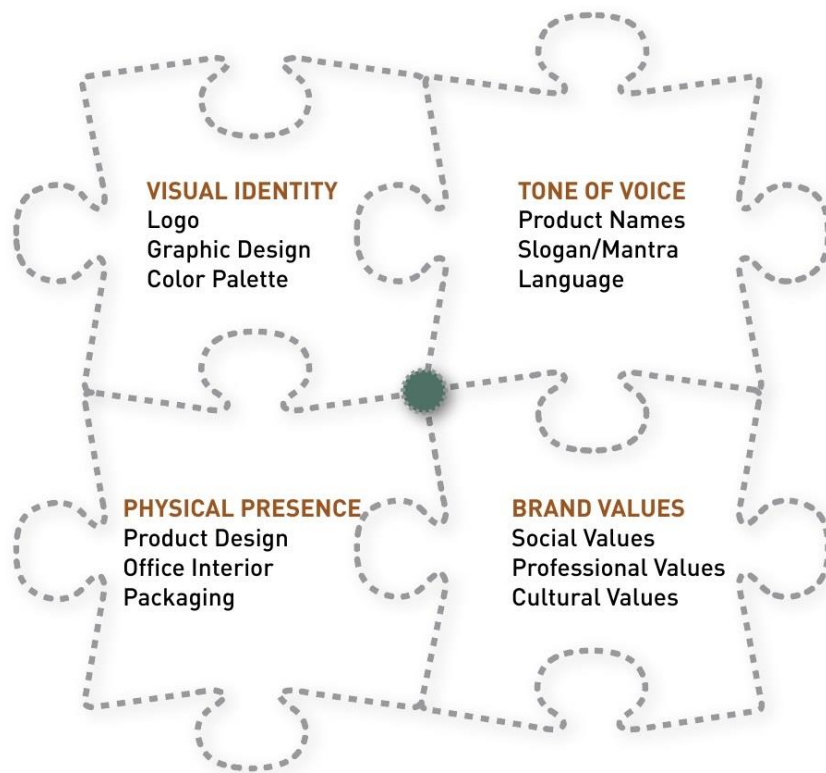 VISUAL IDENTITY
Logo
Graphic Design
Color Palette
TONE OF VOICE
Product Names
Slogan/Mantra
Language
PHYSICAL PRESENCE
Product Design
Office Interior
Packaging
BRAND VALUES
Social Values
Professional Values
Cultural Values